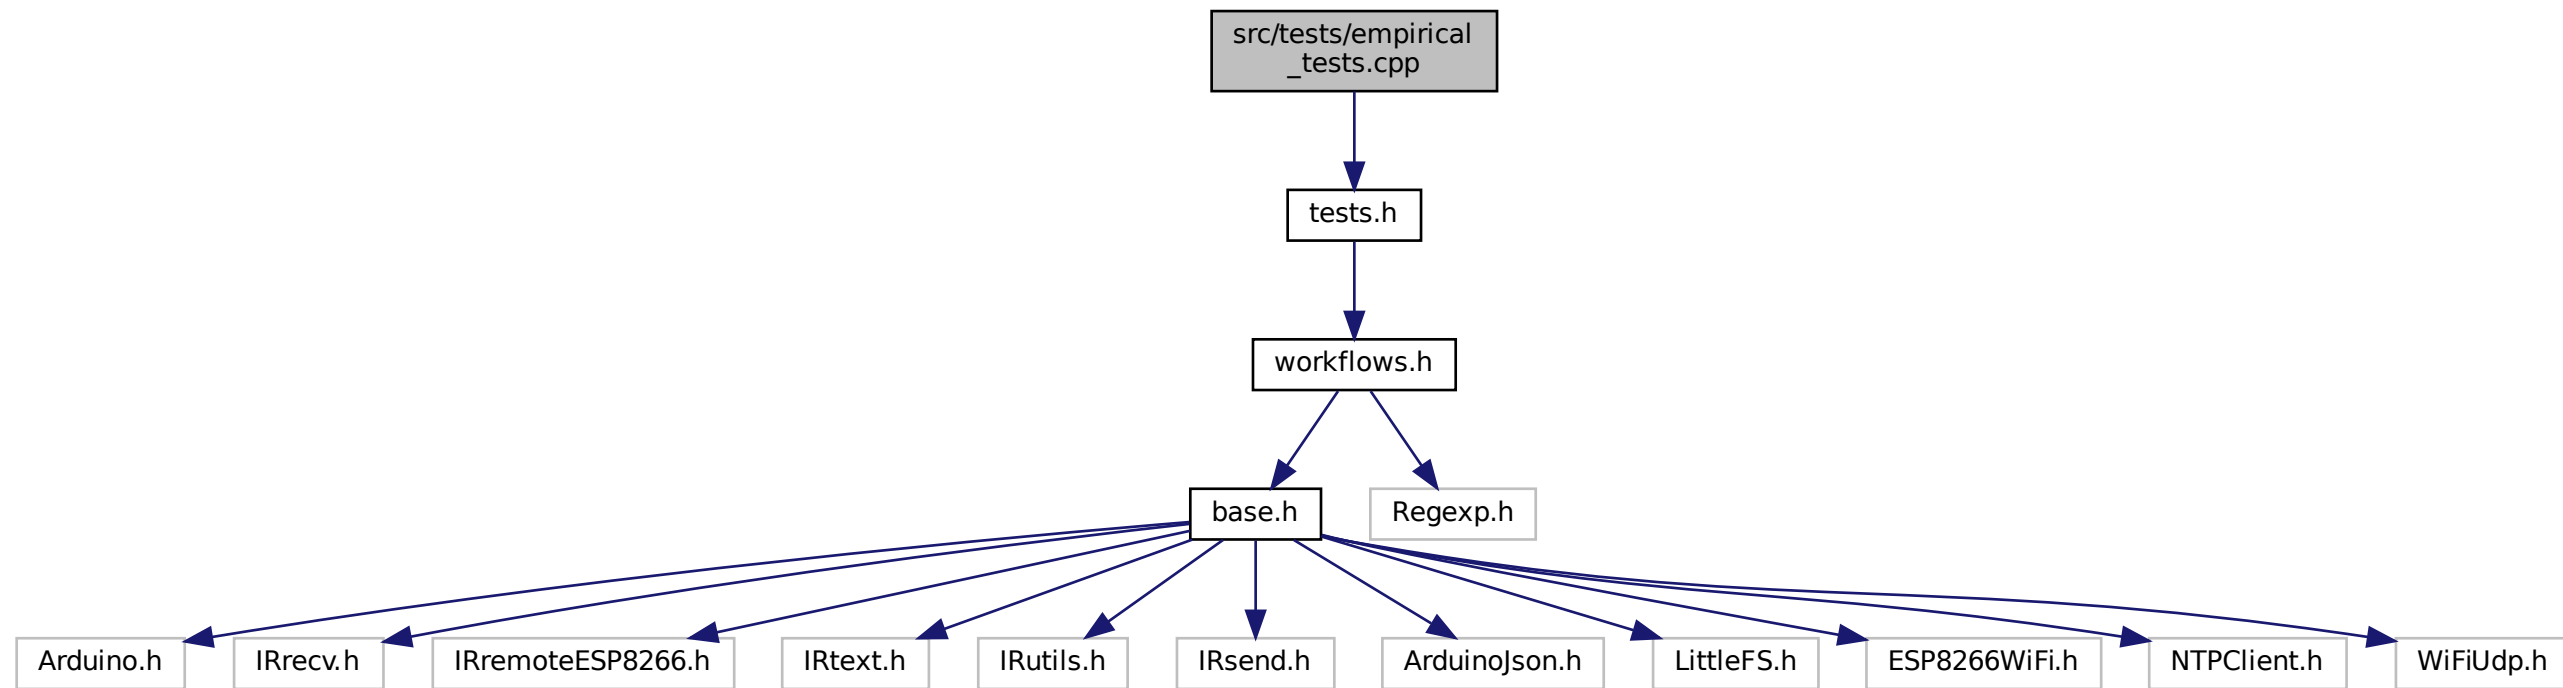 src/tests/empirical
_tests.cpp
tests.h
workflows.h
base.h
Regexp.h
Arduino.h
IRrecv.h
IRremoteESP8266.h
IRtext.h
IRutils.h
IRsend.h
ArduinoJson.h
LittleFS.h
ESP8266WiFi.h
NTPClient.h
WiFiUdp.h